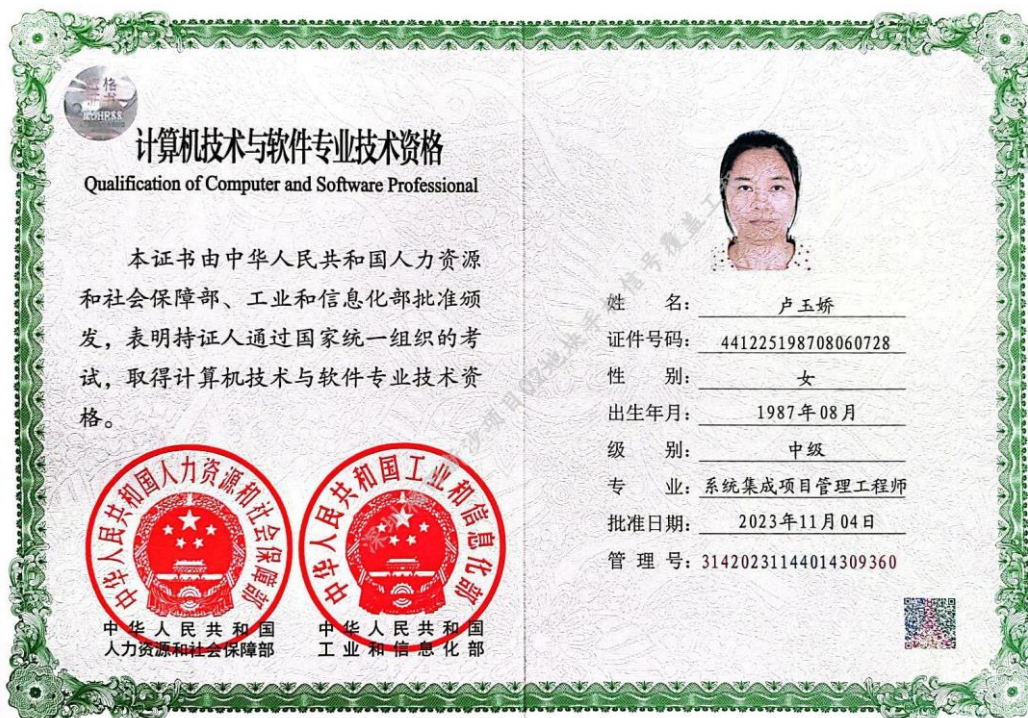 计算机技术与软件专业技术资格
Qualification of Computer and Software Professional
本证书由中华人民共和国人力资源
和社会保障部、工业和信息化部批准颁
发，表明持证人通过国家统一组织的考
试，取得计算机技术与软件专业技术资
格。
中华人民共和国人力资源和社会保障部
中华人民共和国工业和信息化部
中华人民共和国
人力资源和社会保障部
中华人民共和国
工业和信息化部
姓 名：卢玉娇
证件号码：441225198708060728
性 别：女
出生年月：1987年08月
级 别：中级
专 业：系统集成项目管理工程师
批准日期：2023年11月04日
管 理 号：31420231144014309360